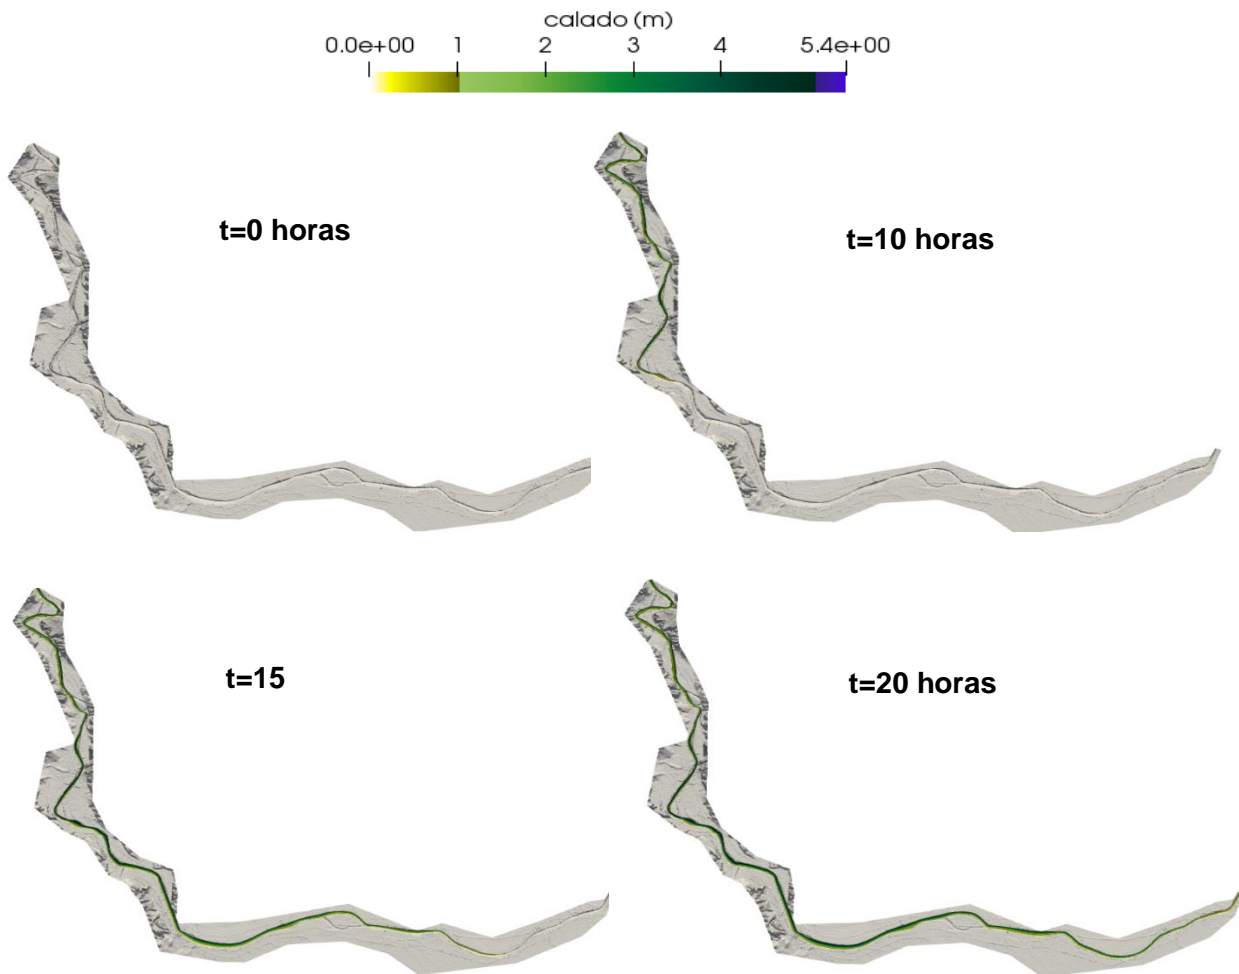 calado (m)
0.0e+00 1 2 3 4 5.4e+00
t=0 horas
t=10 horas
t=15
t=20 horas